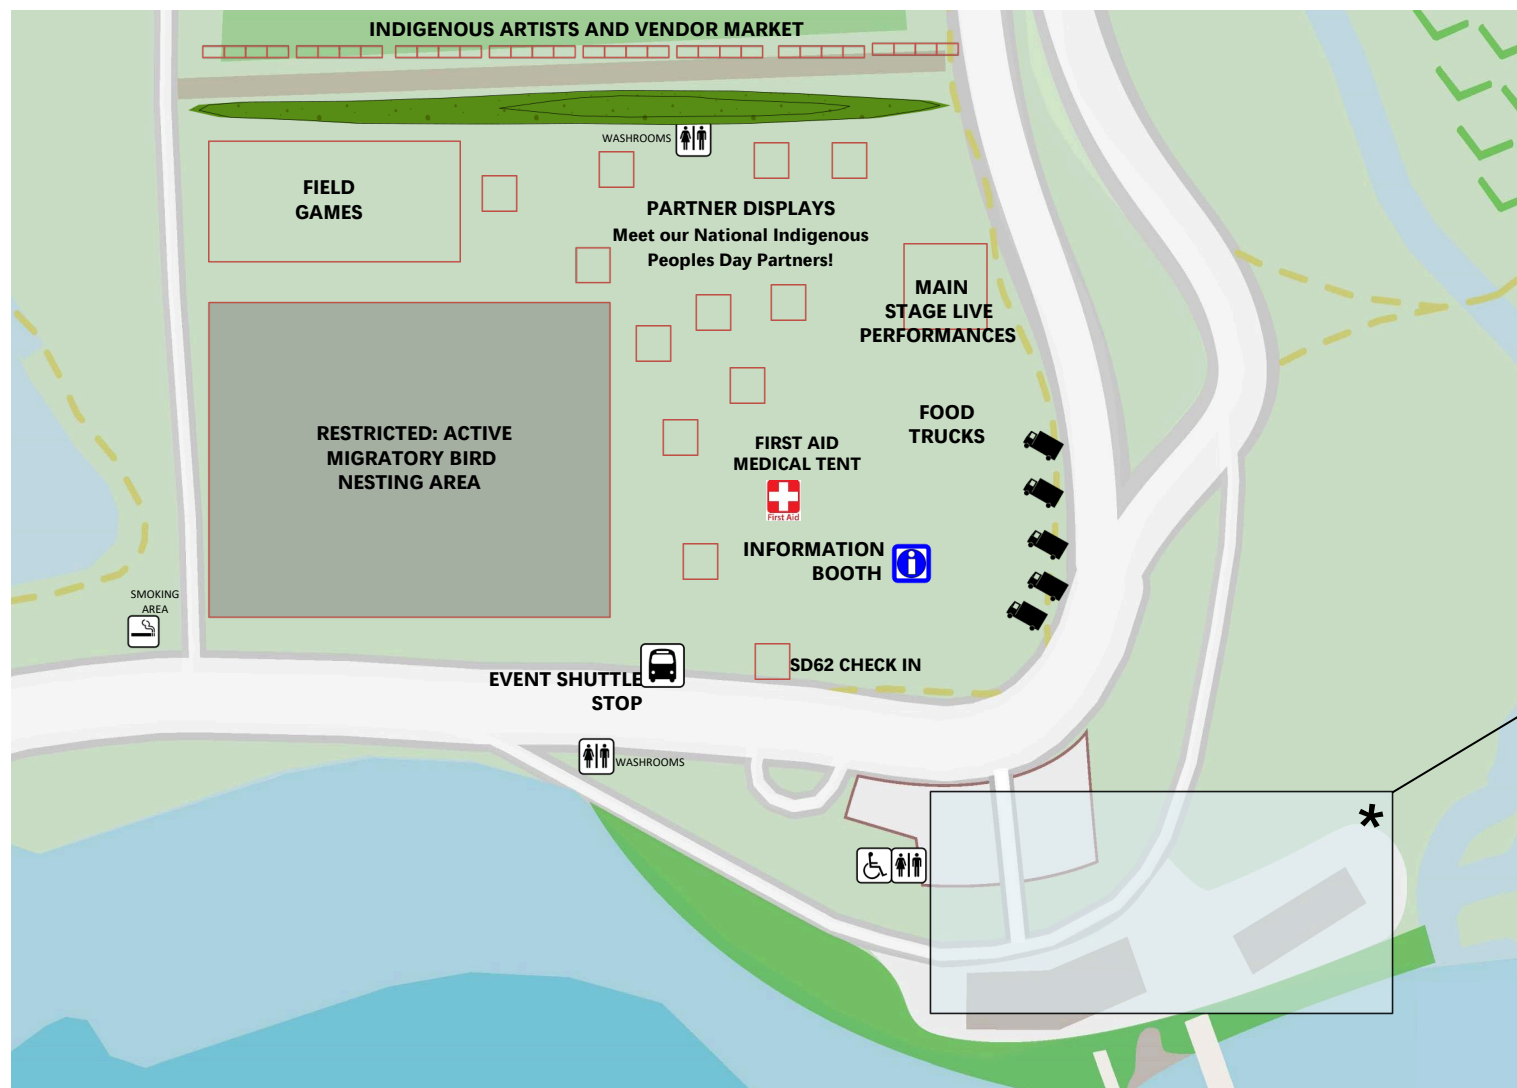 INDIGENOUS ARTISTS AND VENDOR MARKET
WASHROOMS
FIELD
GAMES
PARTNER DISPLAYS
Meet our National Indigenous
Peoples Day Partners!
MAIN
STAGE LIVE
PERFORMANCES
FOOD
TRUCKS
RESTRICTED: ACTIVE
MIGRATORY BIRD
NESTING AREA
FIRST AID
MEDICAL TENT
First Aid
INFORMATION
BOOTH
i
SMOKING
AREA
SD62 CHECK IN
EVENT SHUTTLE
STOP
WASHROOMS
*